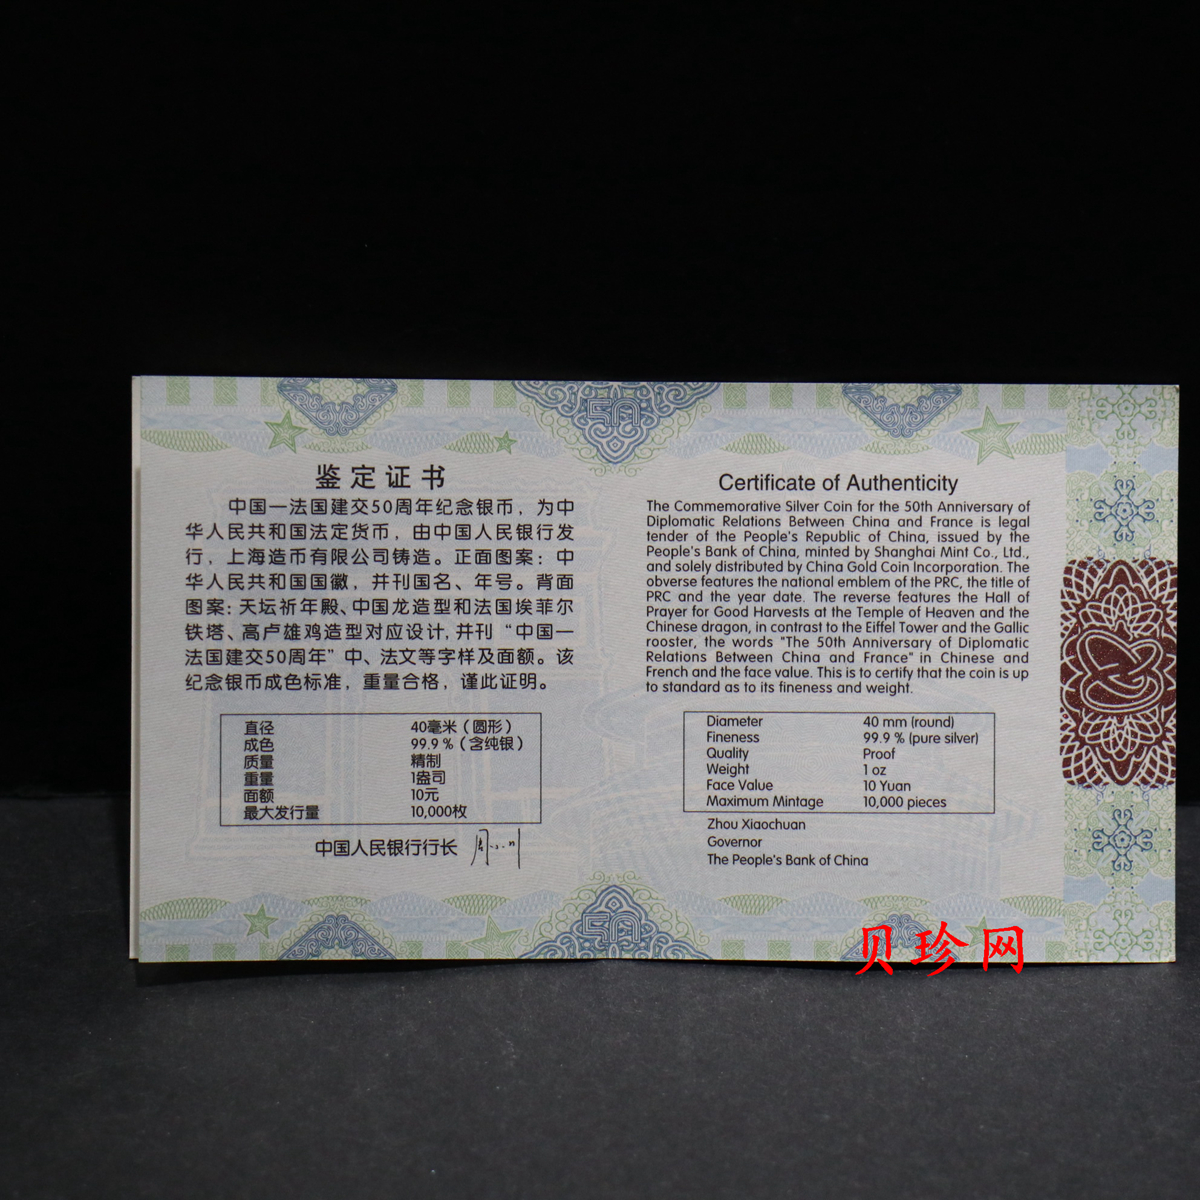 鉴定证书
中国—法国建交50周年纪念银币，为中
华人民共和国法定货币，由中国人民银行发
行，上海造币有限公司铸造。正面图案：中
华人民共和国国徽，并刊国名、年号。背面
图案：天坛祈年殿、中国龙造型和法国埃菲尔
铁塔、高卢雄鸡造型对应设计，并刊“中国—
法国建交50周年”中、法文等字样及面额。该
纪念银币成色标准，重量合格，谨此证明。
直径 40毫米（圆形）
成色 99.9％（含纯银）
质量 精制
重量 1盎司
面额 10元
最大发行量 10,000枚
中国人民银行行长
Certificate of Authenticity
The Commemorative Silver Coin for the 50th Anniversary of
Diplomatic Relations Between China and France is legal
tender of the People's Republic of China, issued by the
People's Bank of China, minted by Shanghai Mint Co., Ltd.,
and solely distributed by China Gold Coin Incorporation. The
obverse features the national emblem of the PRC, the title of
PRC and the year date. The reverse features the Hall of
Prayer for Good Harvests at the Temple of Heaven and the
Chinese dragon, in contrast to the Eiffel Tower and the Gallic
rooster, the words "The 50th Anniversary of Diplomatic
Relations Between China and France" in Chinese and
French and the face value. This is to certify that the coin is up
to standard as to its fineness and weight.
Diameter 40 mm (round)
Fineness 99.9 % (pure silver)
Quality Proof
Weight 1 oz
Face Value 10 Yuan
Maximum Mintage 10,000 pieces
Zhou Xiaochuan
Governor
The People's Bank of China
贝珍网